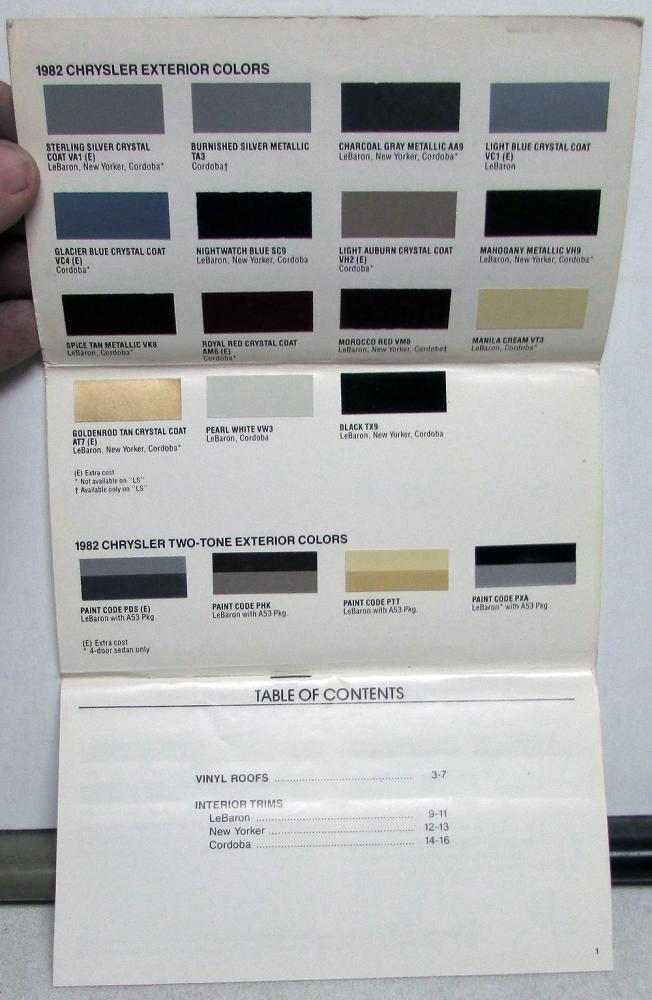 1982 CHRYSLER EXTERIOR COLORS
STERLING SILVER CRYSTAL
COAT VA1 (E)
LeBaron, New Yorker, Cordoba*
BURNISHED SILVER METALLIC
TA3
Cordoba†
CHARCOAL GRAY METALLIC AA9
LeBaron, New Yorker, Cordoba*
LIGHT BLUE CRYSTAL COAT
VC1 (E)
LeBaron
GLACIER BLUE CRYSTAL COAT
VC4 (E)
Cordoba*
NIGHTWATCH BLUE SC9
LeBaron, New Yorker, Cordoba
LIGHT AUBURN CRYSTAL COAT
VH2 (E)
Cordoba*
MAHOGANY METALLIC VH9
LeBaron, New Yorker, Cordoba*
SPICE TAN METALLIC VK8
LeBaron, Cordoba*
ROYAL RED CRYSTAL COAT
AM6 (E)
Cordoba*
MOROCCO RED VM8
LeBaron, New Yorker, Cordoba†
MANILA CREAM VT3
LeBaron, Cordoba*
GOLDENROD TAN CRYSTAL COAT
AT7 (E)
LeBaron, New Yorker, Cordoba*
PEARL WHITE VW3
LeBaron, Cordoba
BLACK TX9
LeBaron, New Yorker, Cordoba
(E) Extra cost
* Not available on "LS"
† Available only on "LS"
1982 CHRYSLER TWO-TONE EXTERIOR COLORS
PAINT CODE PDS (E)
LeBaron with A53 Pkg.
PAINT CODE PHK
LeBaron with A53 Pkg.
PAINT CODE PTT
LeBaron with A53 Pkg.
PAINT CODE PXA
LeBaron* with A53 Pkg.
(E) Extra cost
* 4-door sedan only
TABLE OF CONTENTS
VINYL ROOFS ........................................ 3-7
INTERIOR TRIMS
LeBaron ........................................ 9-11
New Yorker ........................................ 12-13
Cordoba ........................................ 14-16
1